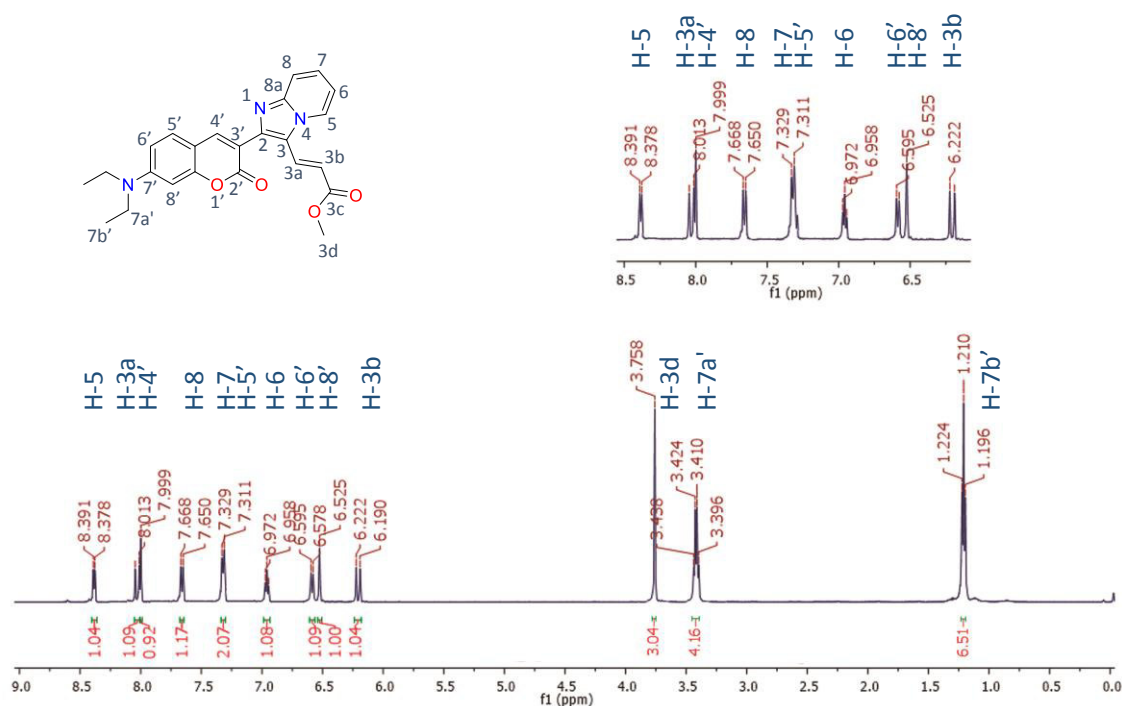 8
7
8a
1
N
6
N
4
5
6'
5'
4'
3'
2
3
3b
3a
N
7'
8'
O
1'
2'
O
O
3c
O
3d
7a'
7b'
H-5
H-3a
H-4'
H-8
H-7
H-5'
H-6
H-6'
H-8'
H-3b
8.391
8.378
8.013
7.999
7.668
7.650
7.329
7.311
6.972
6.958
6.595
6.525
6.222
8.5 8.0 7.5 7.0 6.5
f1 (ppm)
H-5
H-3a
H-4'
H-8
H-7
H-5'
H-6
H-6'
H-8'
H-3b
H-3d
H-7a'
H-7b'
8.391
8.378
8.013
7.999
7.668
7.650
7.329
7.311
6.972
6.958
6.595
6.578
6.525
6.222
6.190
3.758
3.438
3.424
3.410
3.396
1.224
1.210
1.196
1.04
1.09
0.92
1.17
2.07
1.08
1.09
1.00
1.04
3.04
4.16
6.51
9.0 8.5 8.0 7.5 7.0 6.5 6.0 5.5 5.0 4.5 4.0 3.5 3.0 2.5 2.0 1.5 1.0 0.5 0.0
f1 (ppm)